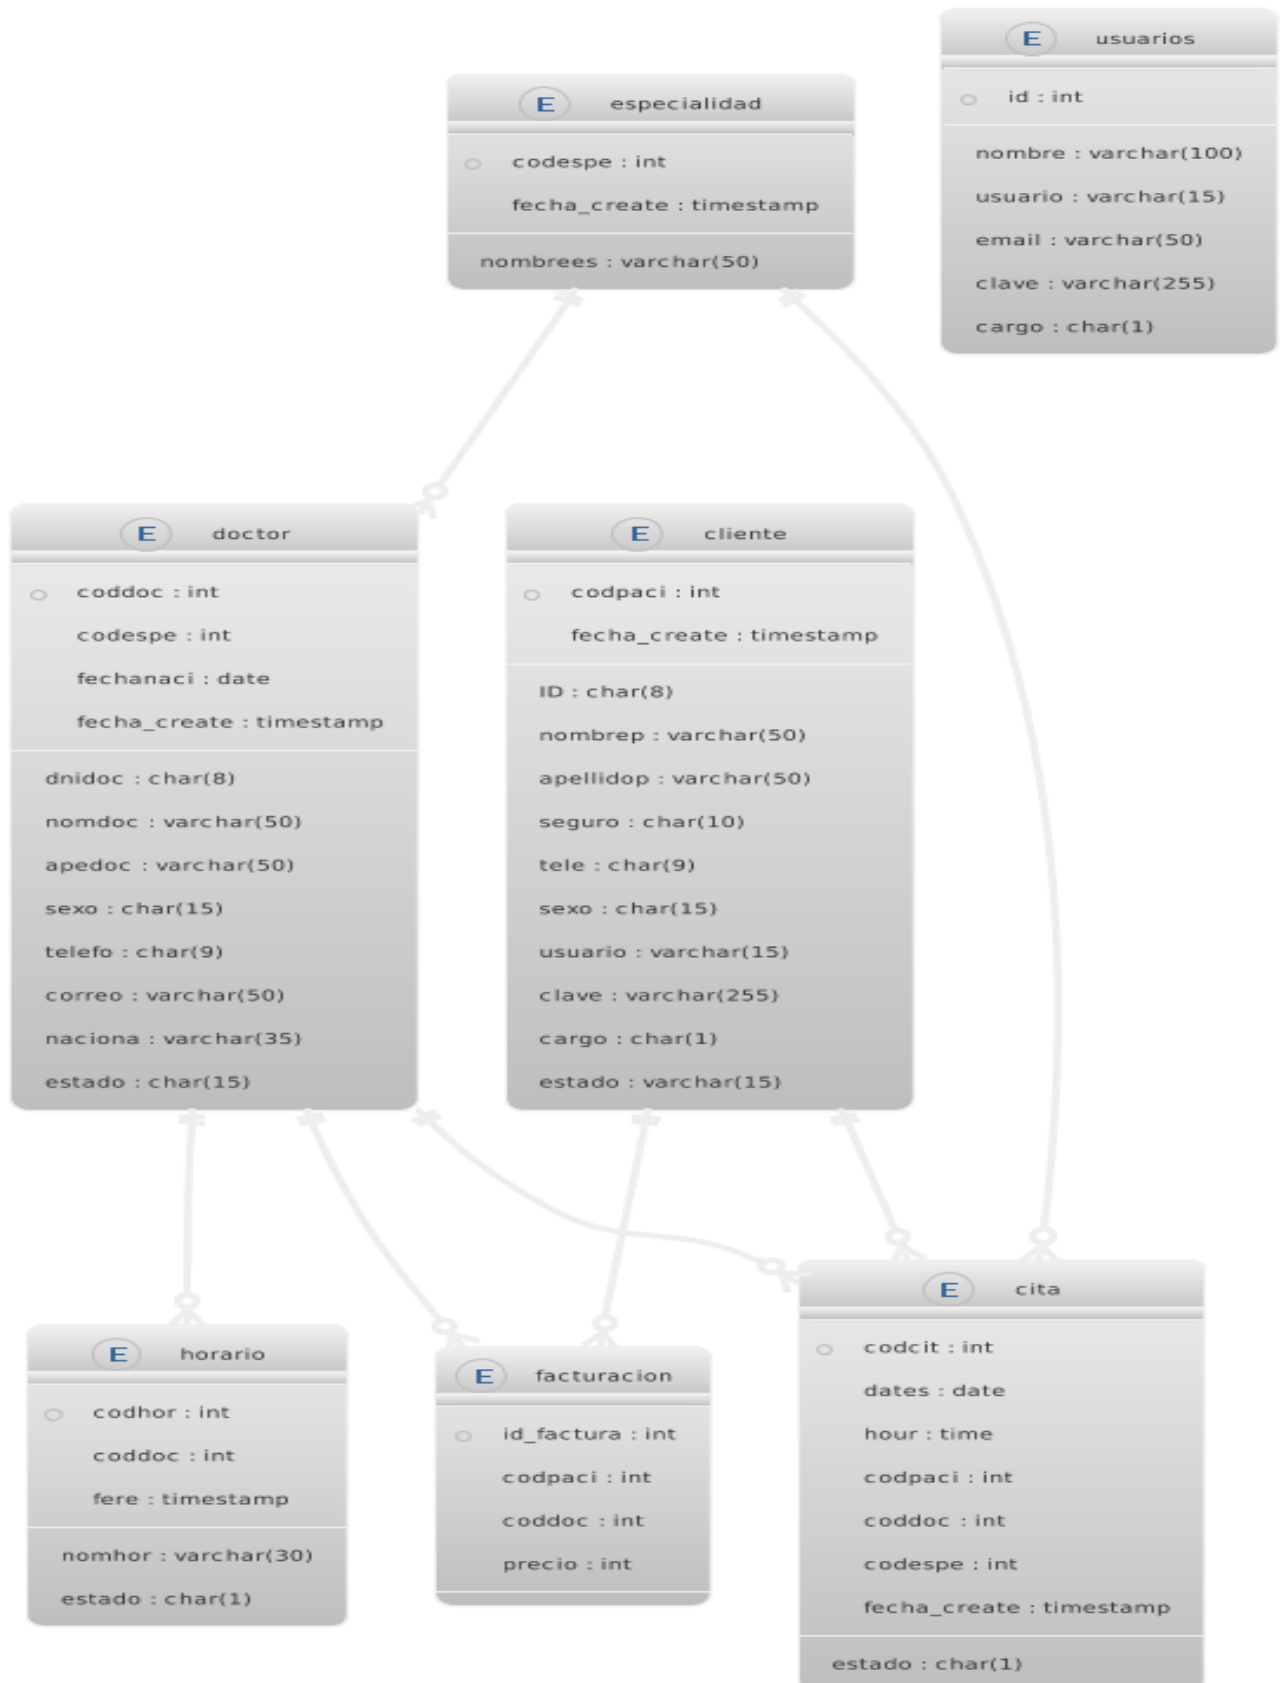 E usuarios
id : int
nombre : varchar(100)
usuario : varchar(15)
email : varchar(50)
clave : varchar(255)
cargo : char(1)
E especialidad
codespe : int
fecha_create : timestamp
nombrees : varchar(50)
E doctor
coddoc : int
codespe : int
fechanaci : date
fecha_create : timestamp
dnidoc : char(8)
nomdoc : varchar(50)
apedoc : varchar(50)
sexo : char(15)
telefo : char(9)
correo : varchar(50)
naciona : varchar(35)
estado : char(15)
E cliente
codpaci : int
fecha_create : timestamp
ID : char(8)
nombrep : varchar(50)
apellidop : varchar(50)
seguro : char(10)
tele : char(9)
sexo : char(15)
usuario : varchar(15)
clave : varchar(255)
cargo : char(1)
estado : varchar(15)
E horario
codhor : int
coddoc : int
fere : timestamp
nomhor : varchar(30)
estado : char(1)
E facturacion
id_factura : int
codpaci : int
coddoc : int
precio : int
E cita
codcit : int
dates : date
hour : time
codpaci : int
coddoc : int
codespe : int
fecha_create : timestamp
estado : char(1)